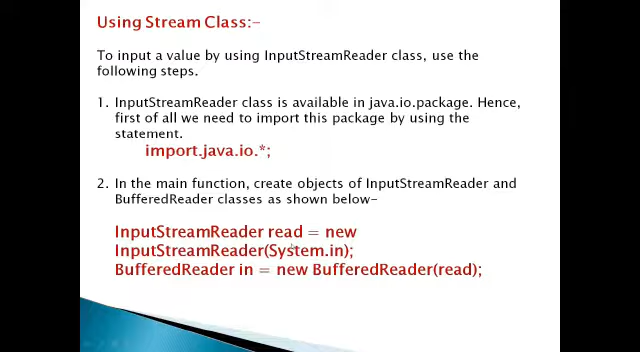 Using Stream Class:-
To input a value by using InputStreamReader class, use the
following steps.
1. InputStreamReader class is available in java.io.package. Hence,
first of all we need to import this package by using the
statement.
import.java.io.*;
2. In the main function, create objects of InputStreamReader and
BufferedReader classes as shown below-
InputStreamReader read = new
InputStreamReader(System.in);
BufferedReader in = new BufferedReader(read);